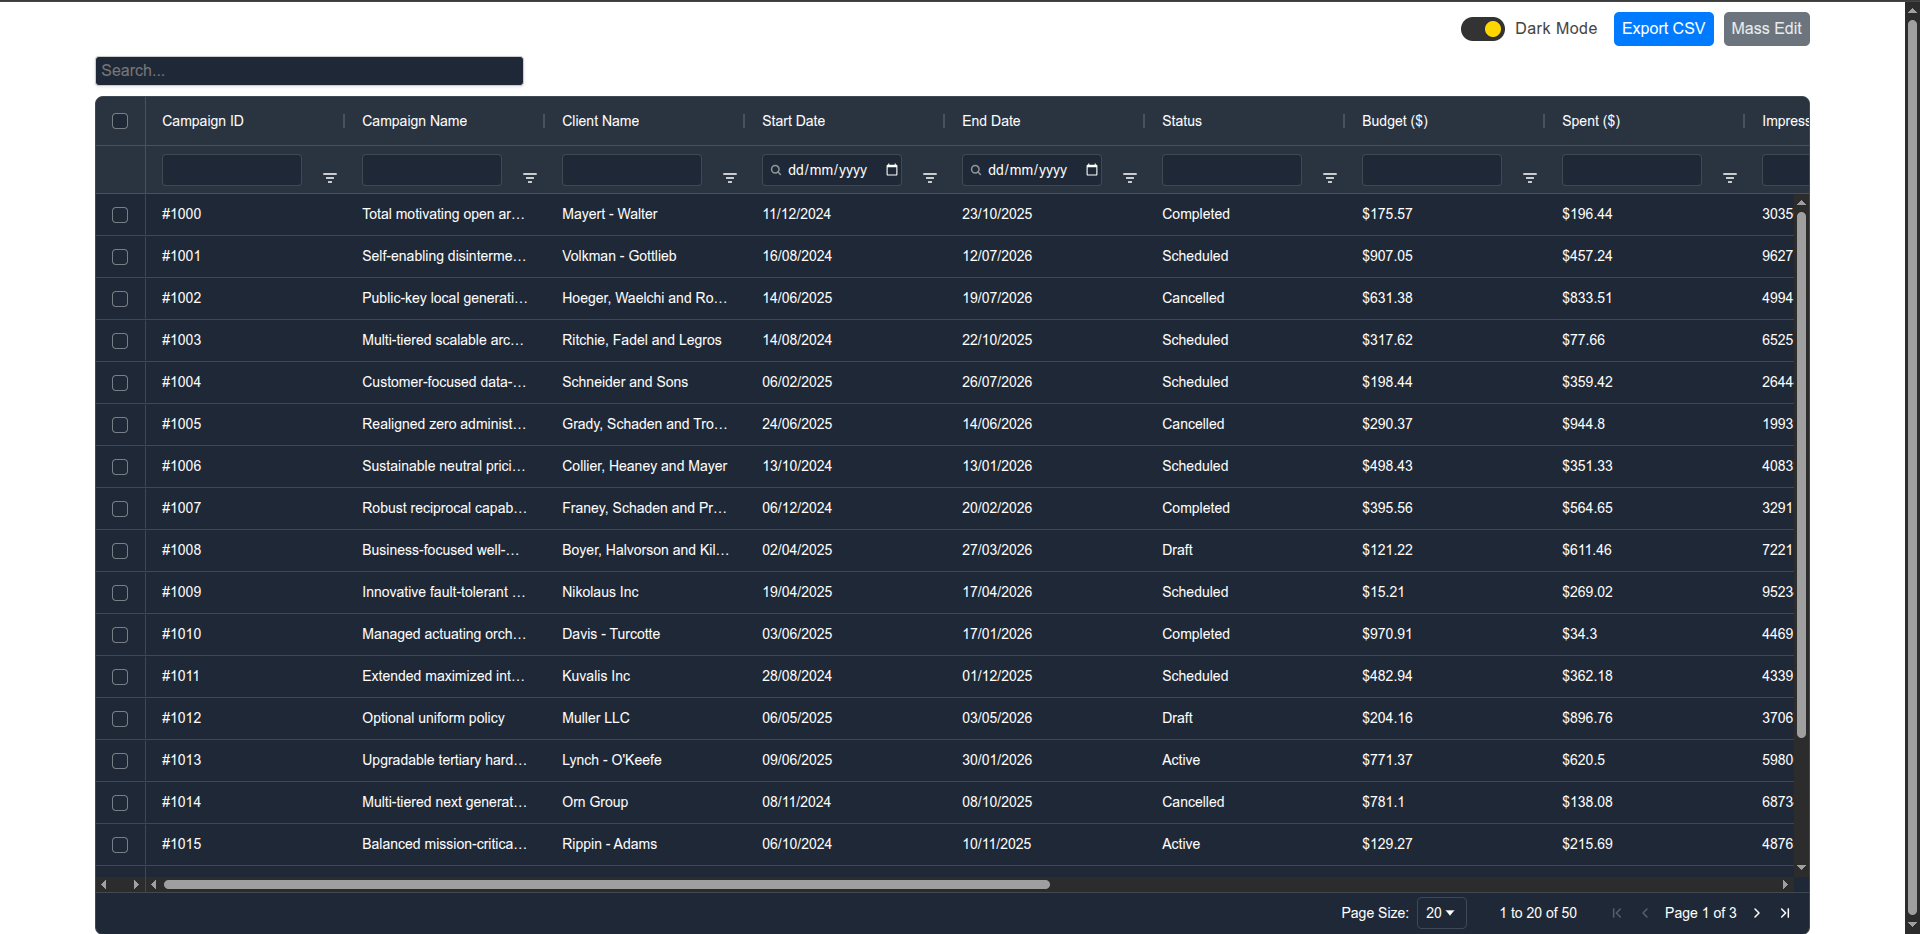 Dark Mode Export CSV Mass Edit
Search...
Campaign ID Campaign Name Client Name Start Date End Date Status Budget ($) Spent ($) Impress
dd/mm/yyyy dd/mm/yyyy
#1000 Total motivating open ar... Mayert - Walter 11/12/2024 23/10/2025 Completed $175.57 $196.44 3035
#1001 Self-enabling disinterme... Volkman - Gottlieb 16/08/2024 12/07/2026 Scheduled $907.05 $457.24 9627
#1002 Public-key local generati... Hoeger, Waelchi and Ro... 14/06/2025 19/07/2026 Cancelled $631.38 $833.51 4994
#1003 Multi-tiered scalable arc... Ritchie, Fadel and Legros 14/08/2024 22/10/2025 Scheduled $317.62 $77.66 6525
#1004 Customer-focused data-... Schneider and Sons 06/02/2025 26/07/2026 Scheduled $198.44 $359.42 2644
#1005 Realigned zero administ... Grady, Schaden and Tro... 24/06/2025 14/06/2026 Cancelled $290.37 $944.8 1993
#1006 Sustainable neutral prici... Collier, Heaney and Mayer 13/10/2024 13/01/2026 Scheduled $498.43 $351.33 4083
#1007 Robust reciprocal capab... Franey, Schaden and Pr... 06/12/2024 20/02/2026 Completed $395.56 $564.65 3291
#1008 Business-focused well-... Boyer, Halvorson and Kil... 02/04/2025 27/03/2026 Draft $121.22 $611.46 7221
#1009 Innovative fault-tolerant ... Nikolaus Inc 19/04/2025 17/04/2026 Scheduled $15.21 $269.02 9523
#1010 Managed actuating orch... Davis - Turcotte 03/06/2025 17/01/2026 Completed $970.91 $34.3 4469
#1011 Extended maximized int... Kuvalis Inc 28/08/2024 01/12/2025 Scheduled $482.94 $362.18 4339
#1012 Optional uniform policy Muller LLC 06/05/2025 03/05/2026 Draft $204.16 $896.76 3706
#1013 Upgradable tertiary hard... Lynch - O'Keefe 09/06/2025 30/01/2026 Active $771.37 $620.5 5980
#1014 Multi-tiered next generat... Orn Group 08/11/2024 08/10/2025 Cancelled $781.1 $138.08 6873
#1015 Balanced mission-critica... Rippin - Adams 06/10/2024 10/11/2025 Active $129.27 $215.69 4876
Page Size: 20 1 to 20 of 50 Page 1 of 3